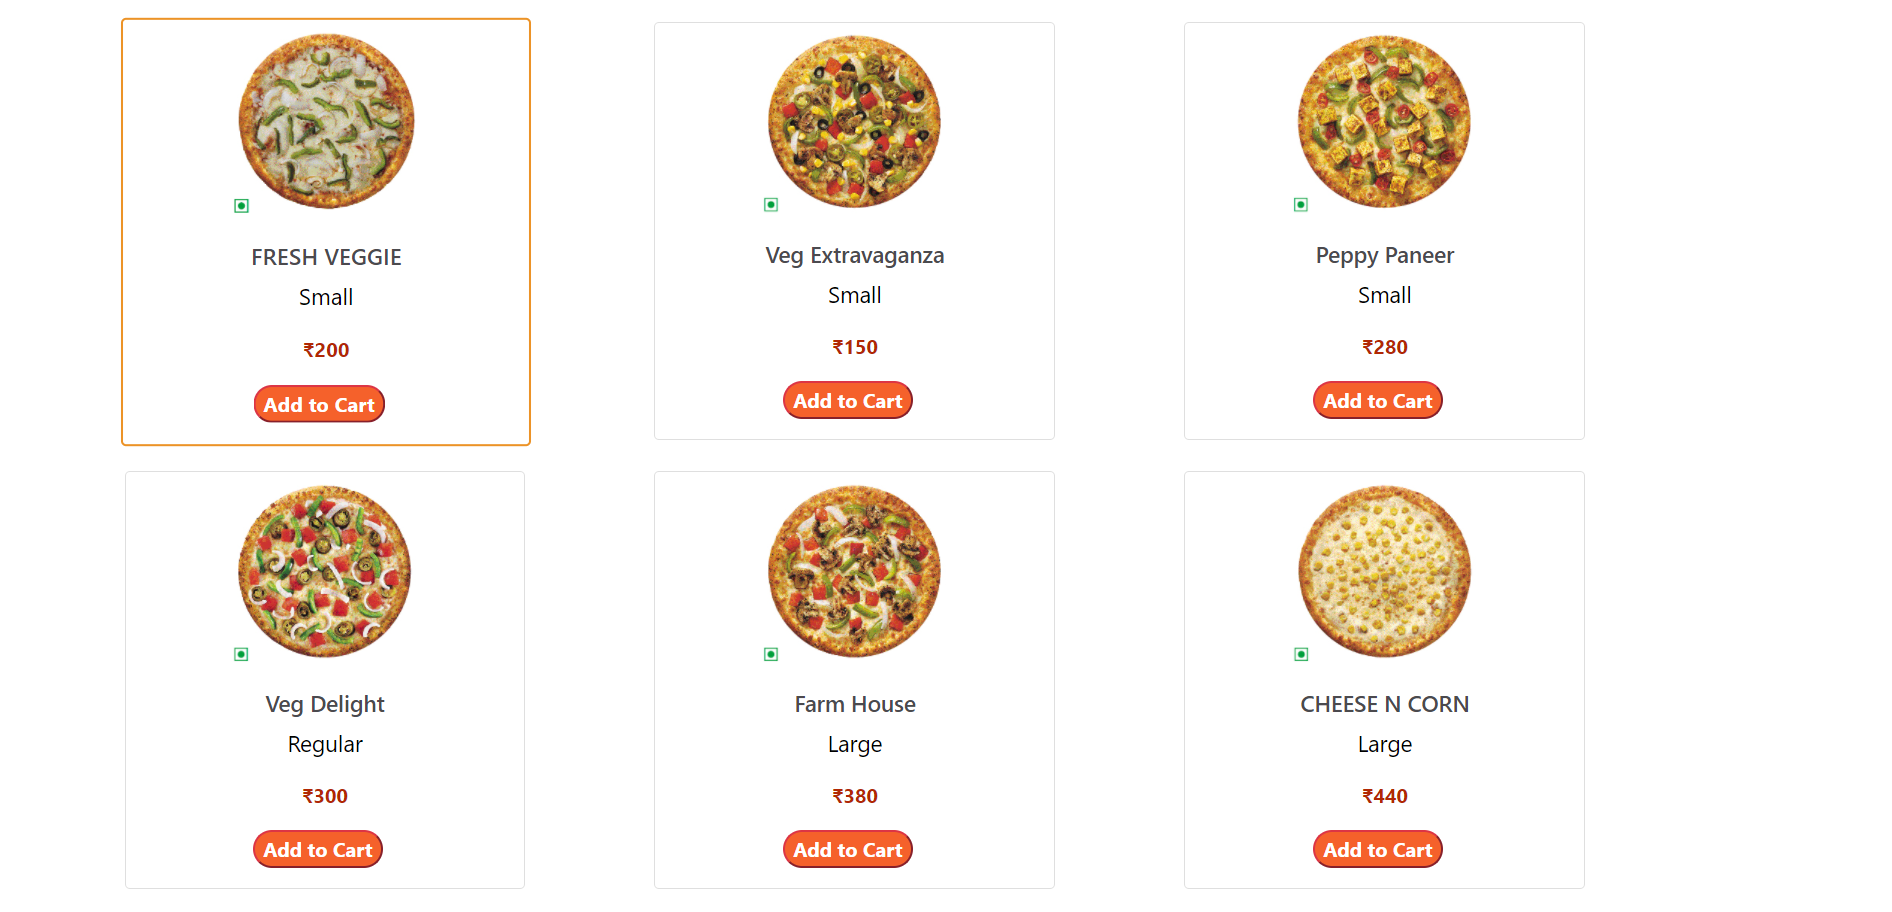 FRESH VEGGIE
Small
₹200
Add to Cart
Veg Extravaganza
Small
₹150
Add to Cart
Peppy Paneer
Small
₹280
Add to Cart
Veg Delight
Regular
₹300
Add to Cart
Farm House
Large
₹380
Add to Cart
CHEESE N CORN
Large
₹440
Add to Cart